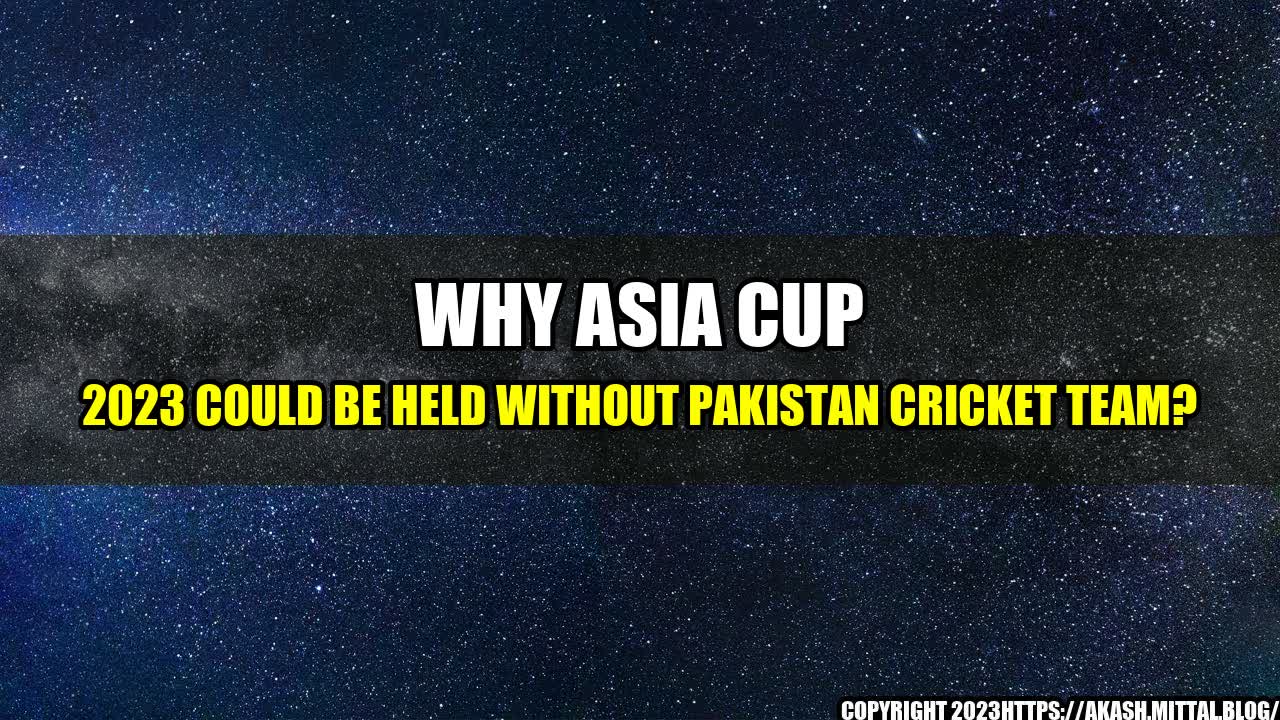 WHY ASIA CUP
2023 COULD BE HELD WITHOUT PAKISTAN CRICKET TEAM?
COPYRIGHT 2023HTTPS://AKASH.MITTAL.BLOG/